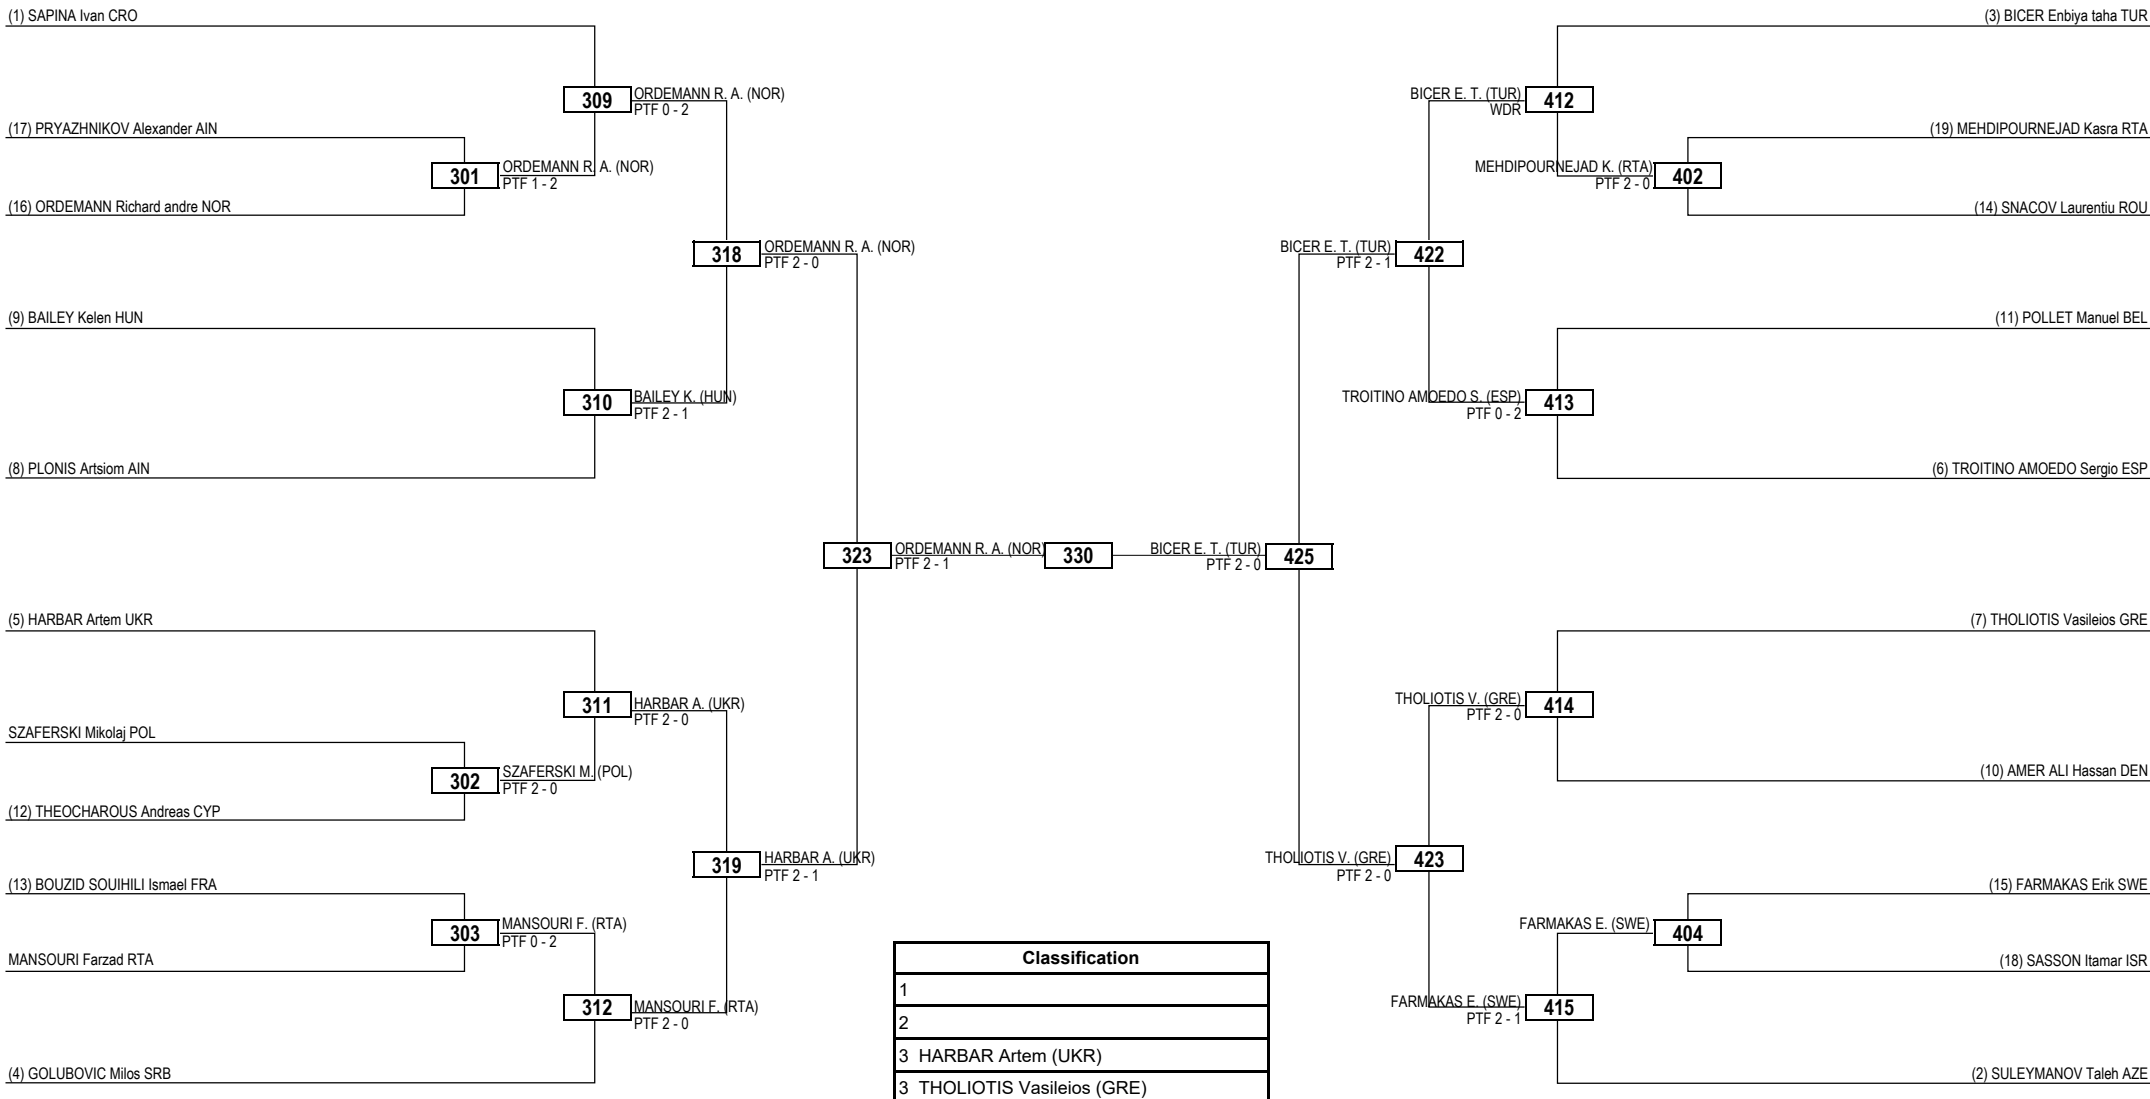 (1) SAPINA Ivan CRO
(3) BICER Enbiya taha TUR
309
ORDEMANN R. A. (NOR)
PTF 0 - 2
BICER E. T. (TUR)
WDR
412
(17) PRYAZHNIKOV Alexander AIN
(19) MEHDIPOURNEJAD Kasra RTA
301
ORDEMANN R. A. (NOR)
PTF 1 - 2
MEHDIPOURNEJAD K. (RTA)
PTF 2 - 0
402
(16) ORDEMANN Richard andre NOR
(14) SNACOV Laurentiu ROU
318
ORDEMANN R. A. (NOR)
PTF 2 - 0
BICER E. T. (TUR)
PTF 2 - 1
422
(9) BAILEY Kelen HUN
(11) POLLET Manuel BEL
310
BAILEY K. (HUN)
PTF 2 - 1
TROITINO AMOEDO S. (ESP)
PTF 0 - 2
413
(8) PLONIS Artsiom AIN
(6) TROITINO AMOEDO Sergio ESP
323
ORDEMANN R. A. (NOR)
PTF 2 - 1
330
BICER E. T. (TUR)
PTF 2 - 0
425
(5) HARBAR Artem UKR
(7) THOLIOTIS Vasileios GRE
311
HARBAR A. (UKR)
PTF 2 - 0
THOLIOTIS V. (GRE)
PTF 2 - 0
414
SZAFERSKI Mikolaj POL
302
SZAFERSKI M. (POL)
PTF 2 - 0
(10) AMER ALI Hassan DEN
(12) THEOCHAROUS Andreas CYP
319
HARBAR A. (UKR)
PTF 2 - 1
THOLIOTIS V. (GRE)
PTF 2 - 0
423
(13) BOUZID SOUIHILI Ismael FRA
(15) FARMAKAS Erik SWE
303
MANSOURI F. (RTA)
PTF 0 - 2
FARMAKAS E. (SWE)
404
MANSOURI Farzad RTA
(18) SASSON Itamar ISR
312
MANSOURI F. (RTA)
PTF 2 - 0
FARMAKAS E. (SWE)
PTF 2 - 1
415
(4) GOLUBOVIC Milos SRB
(2) SULEYMANOV Taleh AZE
Classification
1
2
3 HARBAR Artem (UKR)
3 THOLIOTIS Vasileios (GRE)